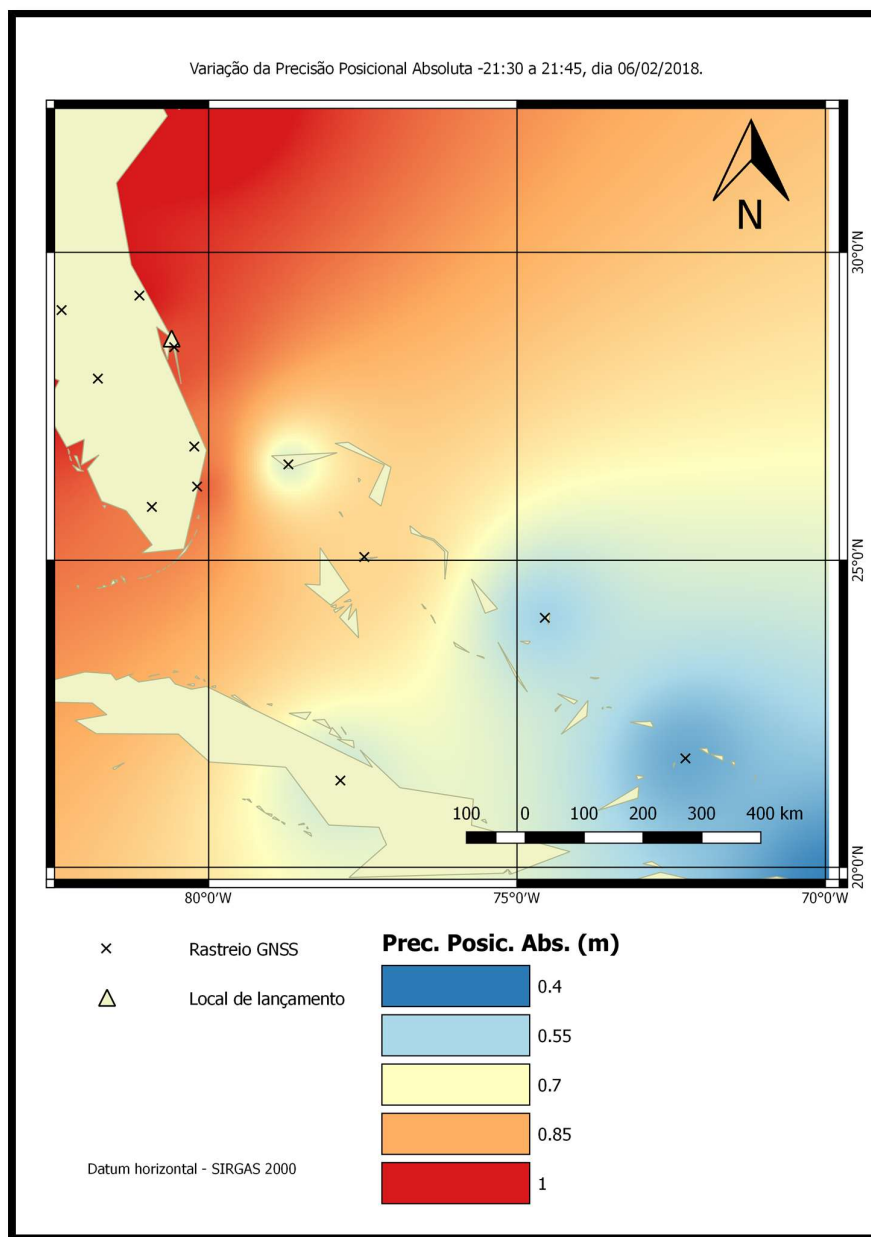 Variação da Precisão Posicional Absoluta -21:30 a 21:45, dia 06/02/2018.
N
30°0'N
25°0'N
100 0 100 200 300 400 km
20°0'N
80°0'W 75°0'W 70°0'W
Rastreio GNSS
Local de lançamento
Prec. Posic. Abs. (m)
0.4
0.55
0.7
0.85
1
Datum horizontal - SIRGAS 2000